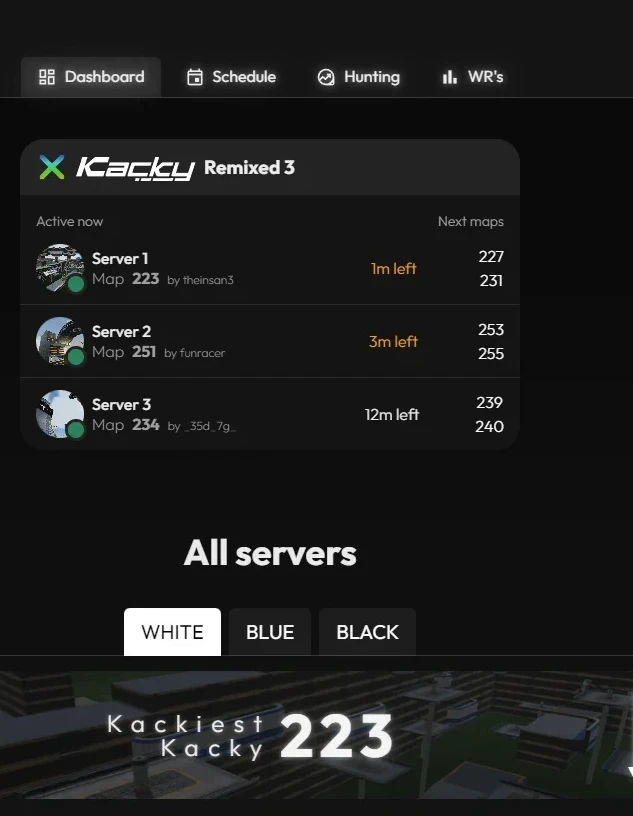 Dashboard Schedule Hunting WR's
Kacky Remixed 3
Active now Next maps
Server 1
Map 223 by theinsan3
1m left
227
231
Server 2
Map 251 by funracer
3m left
253
255
Server 3
Map 234 by _35d_7g_
12m left
239
240
All servers
WHITE BLUE BLACK
Kackiest
Kacky
223